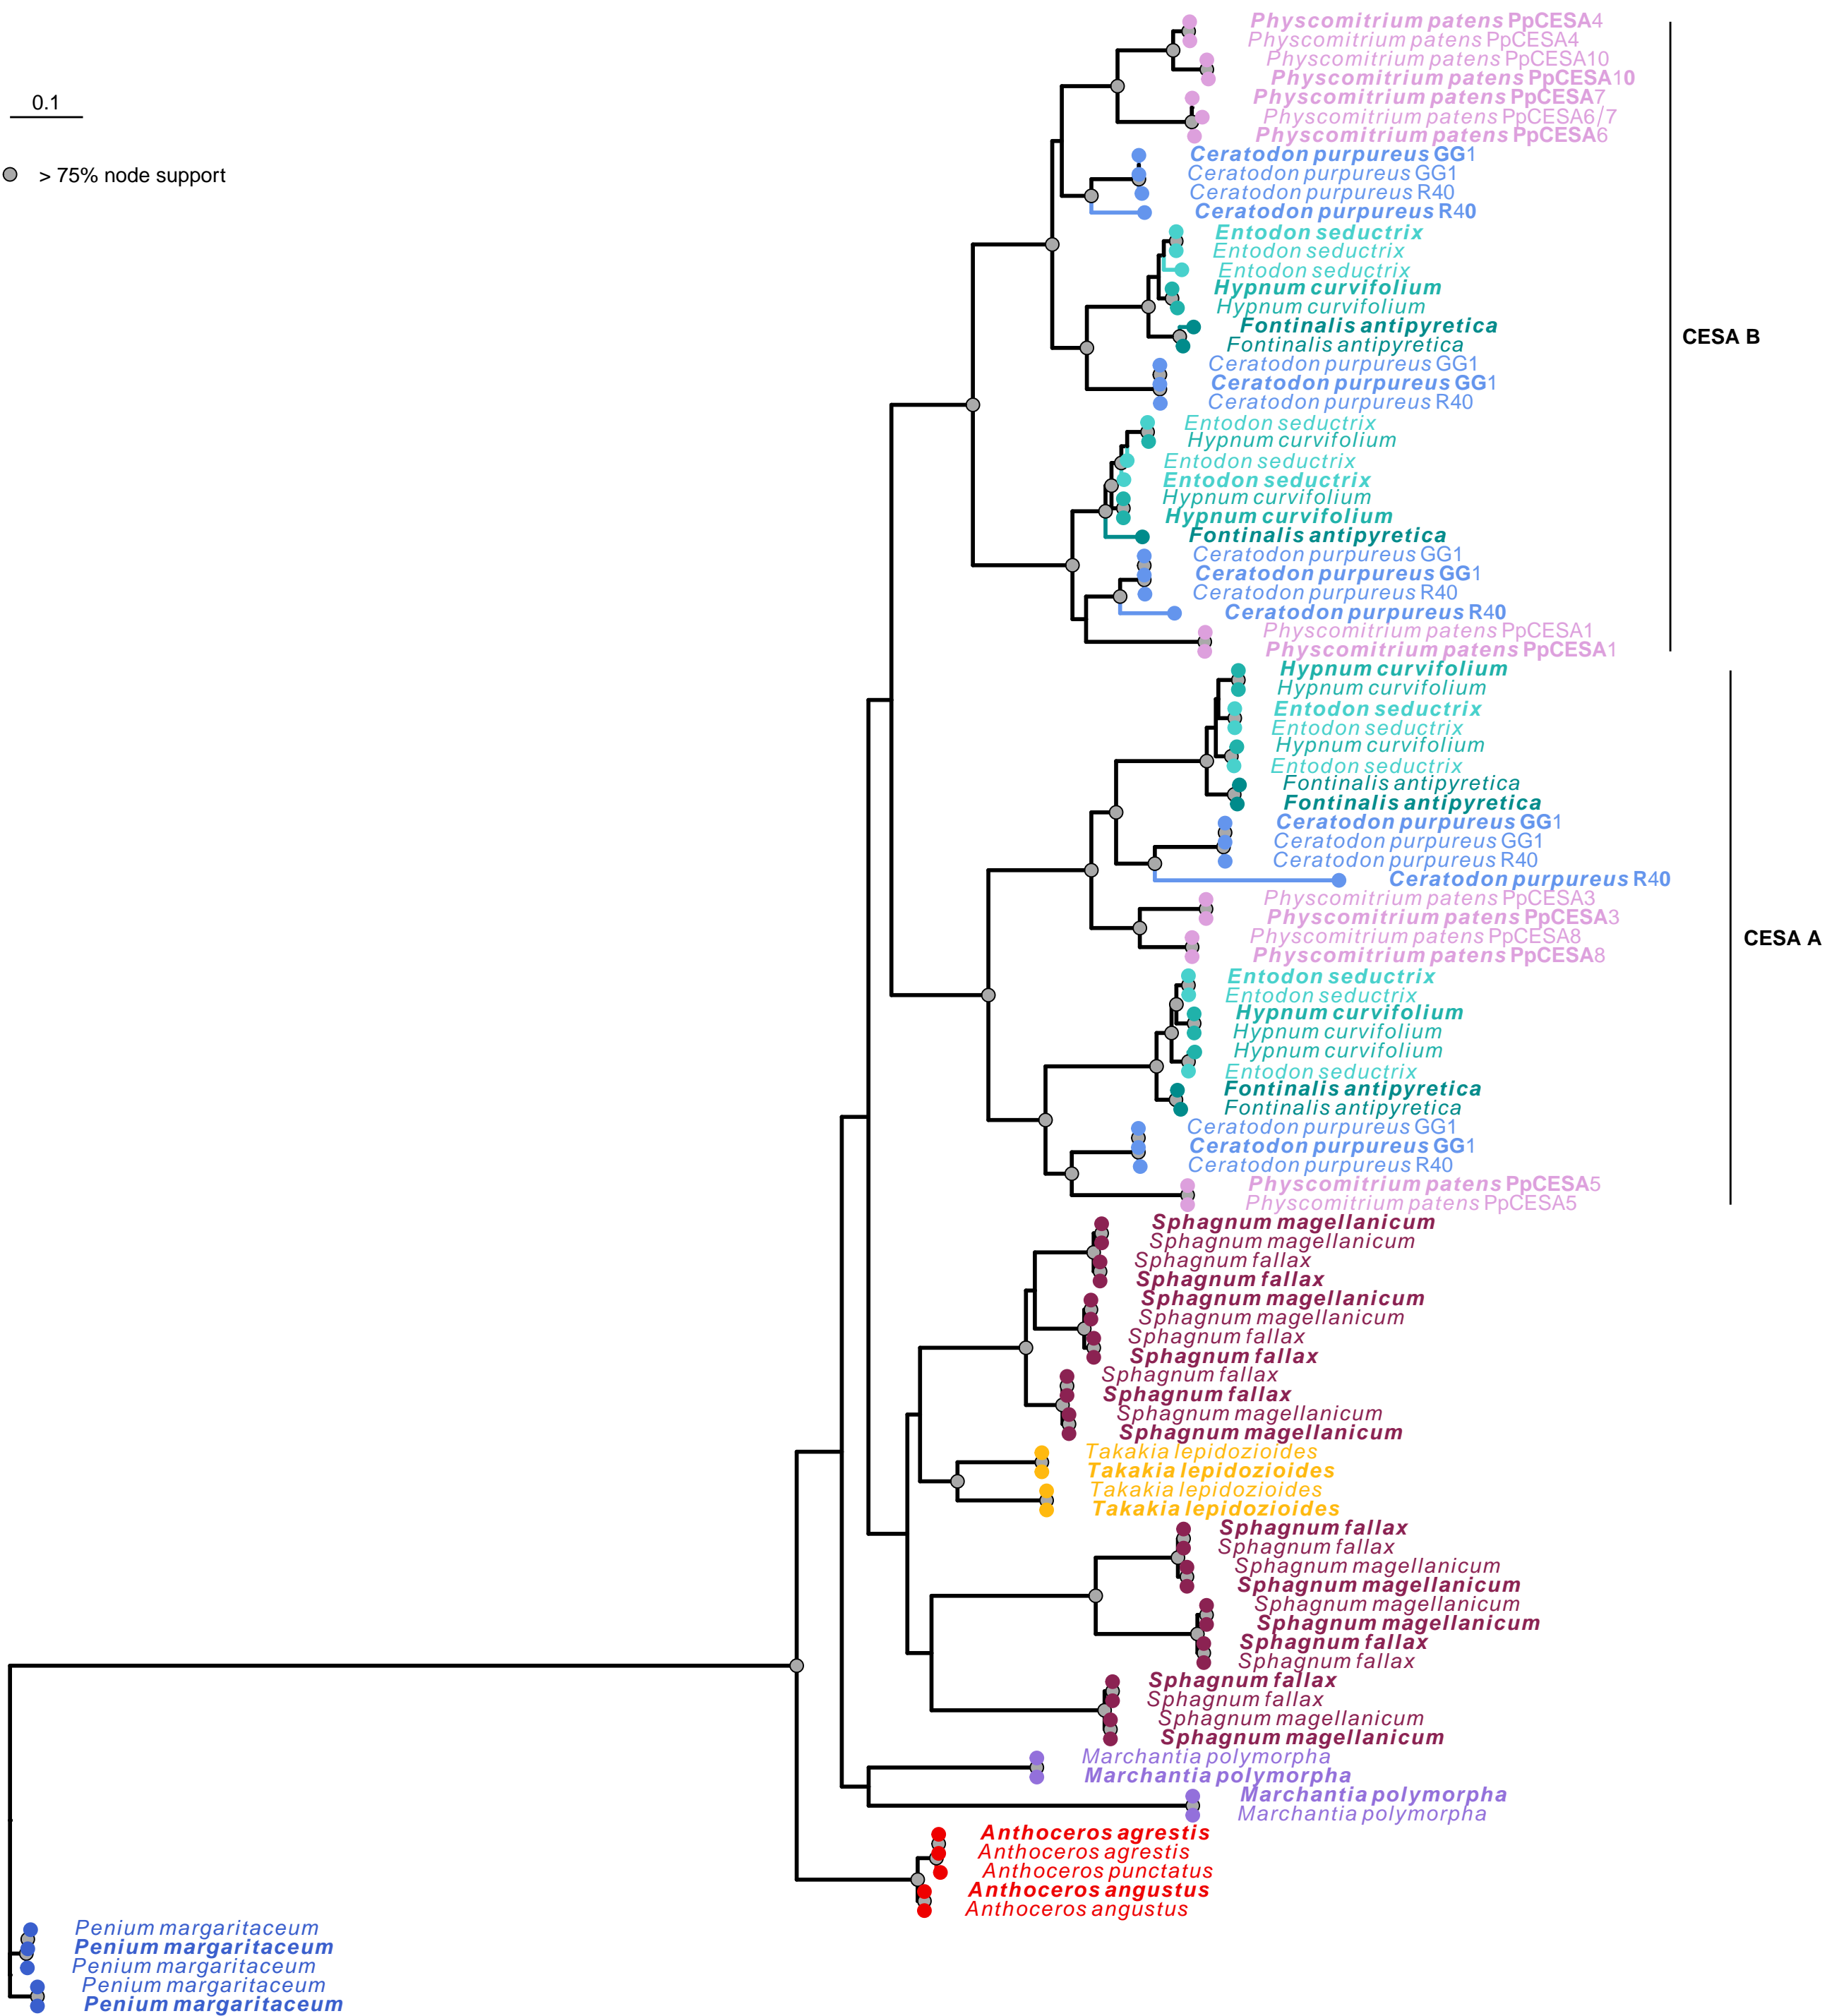 Physcomitrium patens PpCESA4
Physcomitrium patens PpCESA4
Physcomitrium patens PpCESA10
Physcomitrium patens PpCESA10
Physcomitrium patens PpCESA7
0.1
Physcomitrium patens PpCESA6/7
Physcomitrium patens PpCESA6
Ceratodon purpureus GG1
> 75% node support
Ceratodon purpureus GG1
Ceratodon purpureus R40
Ceratodon purpureus R40
Entodon seductrix
Entodon seductrix
Entodon seductrix
Hypnum curvifolium
Hypnum curvifolium
Fontinalis antipyretica
CESA B
Fontinalis antipyretica
Ceratodon purpureus GG1
Ceratodon purpureus GG1
Ceratodon purpureus R40
Entodon seductrix
Hypnum curvifolium
Entodon seductrix
Entodon seductrix
Hypnum curvifolium
Hypnum curvifolium
Fontinalis antipyretica
Ceratodon purpureus GG1
Ceratodon purpureus GG1
Ceratodon purpureus R40
Ceratodon purpureus R40
Physcomitrium patens PpCESA1
Physcomitrium patens PpCESA1
Hypnum curvifolium
Hypnum curvifolium
Entodon seductrix
Entodon seductrix
Hypnum curvifolium
Entodon seductrix
Fontinalis antipyretica
Fontinalis antipyretica
Ceratodon purpureus GG1
Ceratodon purpureus GG1
Ceratodon purpureus R40
Ceratodon purpureus R40
Physcomitrium patens PpCESA3
Physcomitrium patens PpCESA3
Physcomitrium patens PpCESA8
CESA A
Physcomitrium patens PpCESA8
Entodon seductrix
Entodon seductrix
Hypnum curvifolium
Hypnum curvifolium
Hypnum curvifolium
Entodon seductrix
Fontinalis antipyretica
Fontinalis antipyretica
Ceratodon purpureus GG1
Ceratodon purpureus GG1
Ceratodon purpureus R40
Physcomitrium patens PpCESA5
Physcomitrium patens PpCESA5
Sphagnum magellanicum
Sphagnum magellanicum
Sphagnum fallax
Sphagnum fallax
Sphagnum magellanicum
Sphagnum magellanicum
Sphagnum fallax
Sphagnum fallax
Sphagnum fallax
Sphagnum fallax
Sphagnum magellanicum
Sphagnum magellanicum
Takakia lepidozioides
Takakia lepidozioides
Takakia lepidozioides
Takakia lepidozioides
Sphagnum fallax
Sphagnum fallax
Sphagnum magellanicum
Sphagnum magellanicum
Sphagnum magellanicum
Sphagnum magellanicum
Sphagnum fallax
Sphagnum fallax
Sphagnum fallax
Sphagnum fallax
Sphagnum magellanicum
Sphagnum magellanicum
Marchantia polymorpha
Marchantia polymorpha
Marchantia polymorpha
Marchantia polymorpha
Anthoceros agrestis
Anthoceros agrestis
Anthoceros punctatus
Anthoceros angustus
Anthoceros angustus
Penium margaritaceum
Penium margaritaceum
Penium margaritaceum
Penium margaritaceum
Penium margaritaceum